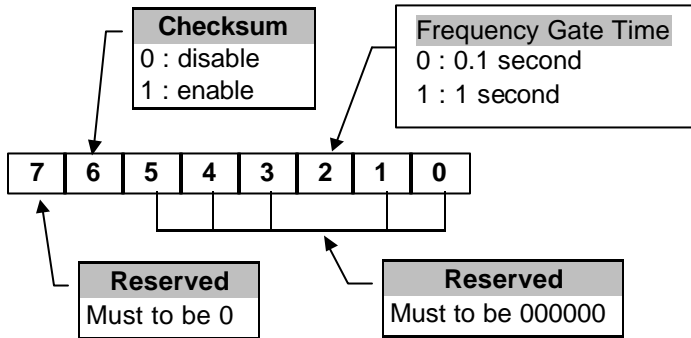 Checksum
0 : disable
1 : enable
Frequency Gate Time
0 : 0.1 second
1 : 1 second
7 6 5 4 3 2 1 0
Reserved
Must to be 0
Reserved
Must to be 000000